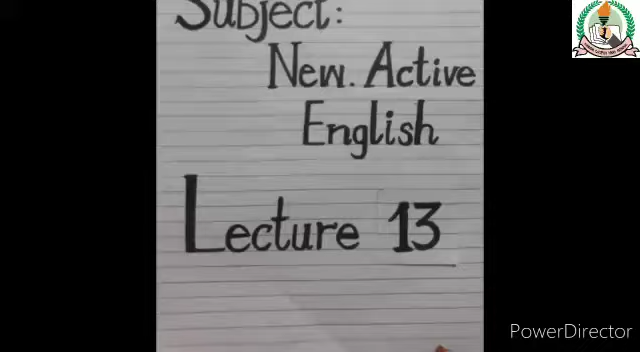 Subject:
New. Active
English
Lecture 13
PowerDirector